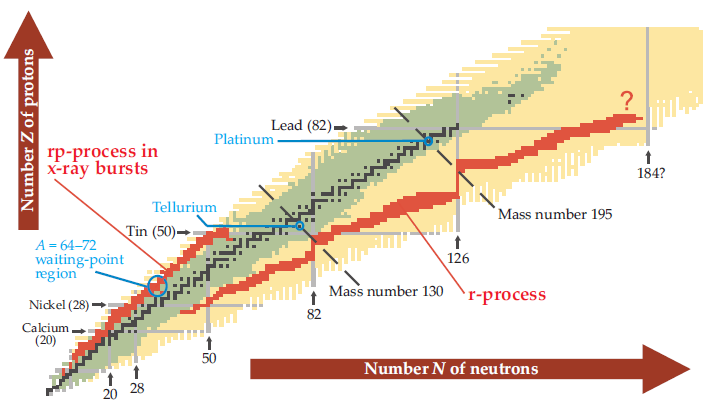 Number Z of protons
Lead (82)
Platinum
rp-process in
x-ray bursts
Tellurium
Tin (50)
A = 64–72
waiting-point
region
Nickel (28)
Calcium
(20)
?
184?
Mass number 195
126
Mass number 130
r-process
82
50
20
28
Number N of neutrons